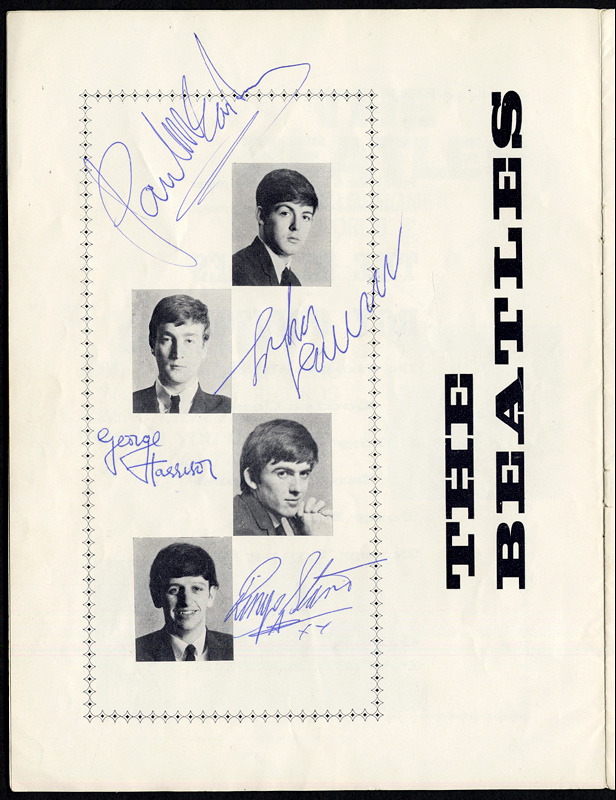 Paul McCartney
John
Lennon
George
Harrison
Ringo Starr
xx
THE
BEATLES